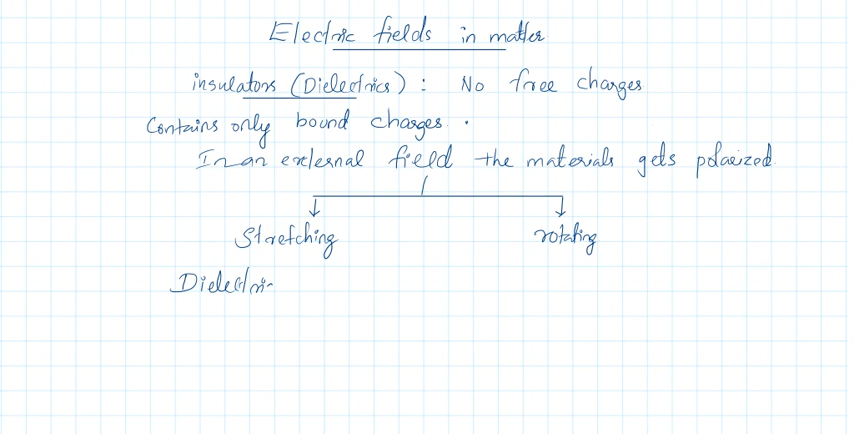 Electric fields in matter
insulators (Dielectrics) : No free charges
Contains only bound charges .
In an external field the materials gets polarized.
Stretching rotating
Dielectri